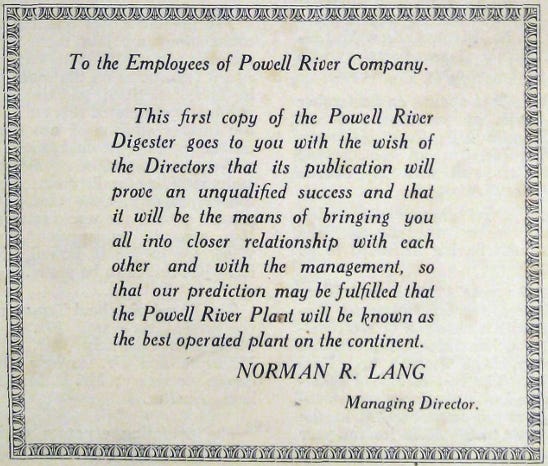 To the Employees of Powell River Company.
This first copy of the Powell River
Digester goes to you with the wish of
the Directors that its publication will
prove an unqualified success and that
it will be the means of bringing you
all into closer relationship with each
other and with the management, so
that our prediction may be fulfilled that
the Powell River Plant will be known as
the best operated plant on the continent.
NORMAN R. LANG
Managing Director.